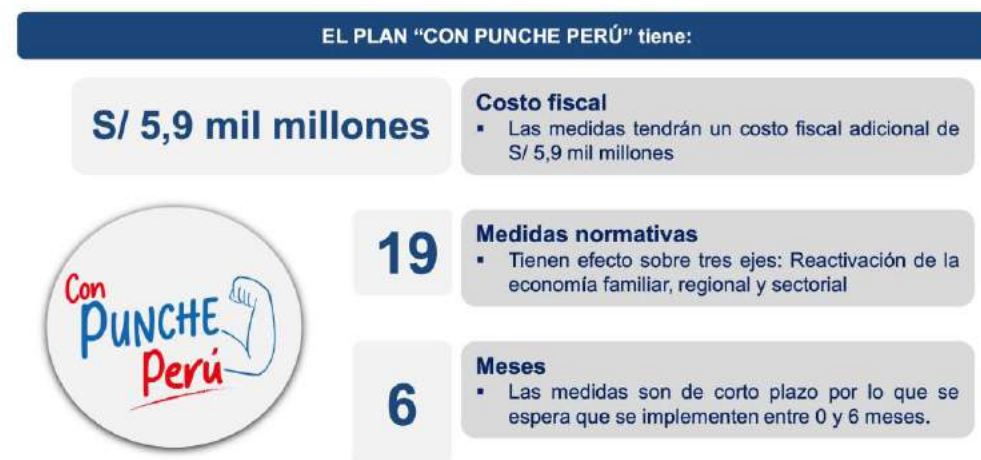 EL PLAN “CON PUNCHE PERÚ” tiene:
S/ 5,9 mil millones
Costo fiscal
▪ Las medidas tendrán un costo fiscal adicional de
S/ 5,9 mil millones
Con
PUNCHE
Perú
19
Medidas normativas
▪ Tienen efecto sobre tres ejes: Reactivación de la
economía familiar, regional y sectorial
6
Meses
▪ Las medidas son de corto plazo por lo que se
espera que se implementen entre 0 y 6 meses.